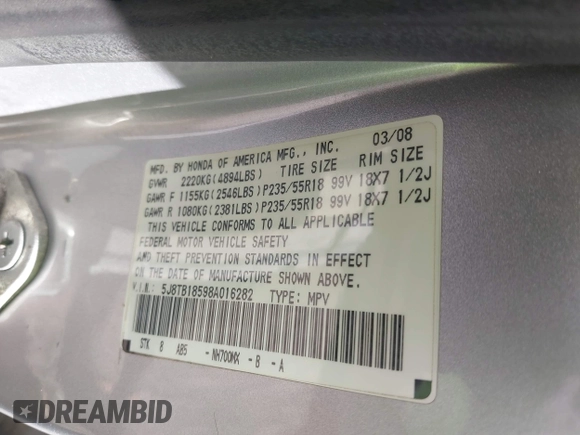 MFD. BY HONDA OF AMERICA MFG., INC. 03/08
GVWR 2220KG(4894LBS) TIRE SIZE RIM SIZE
GAWR F 1155KG(2546LBS)P235/55R18 99V 18X7 1/2J
GAWR R 1080KG(2381LBS)P235/55R18 99V 18X7 1/2J
THIS VEHICLE CONFORMS TO ALL APPLICABLE
FEDERAL MOTOR VEHICLE SAFETY
AND THEFT PREVENTION STANDARDS IN EFFECT
ON THE DATE OF MANUFACTURE SHOWN ABOVE.
V.I.N.: 5J8TB18598A016282 TYPE: MPV
STK 8 AB5 -NH700MX -B -A
DREAMBID